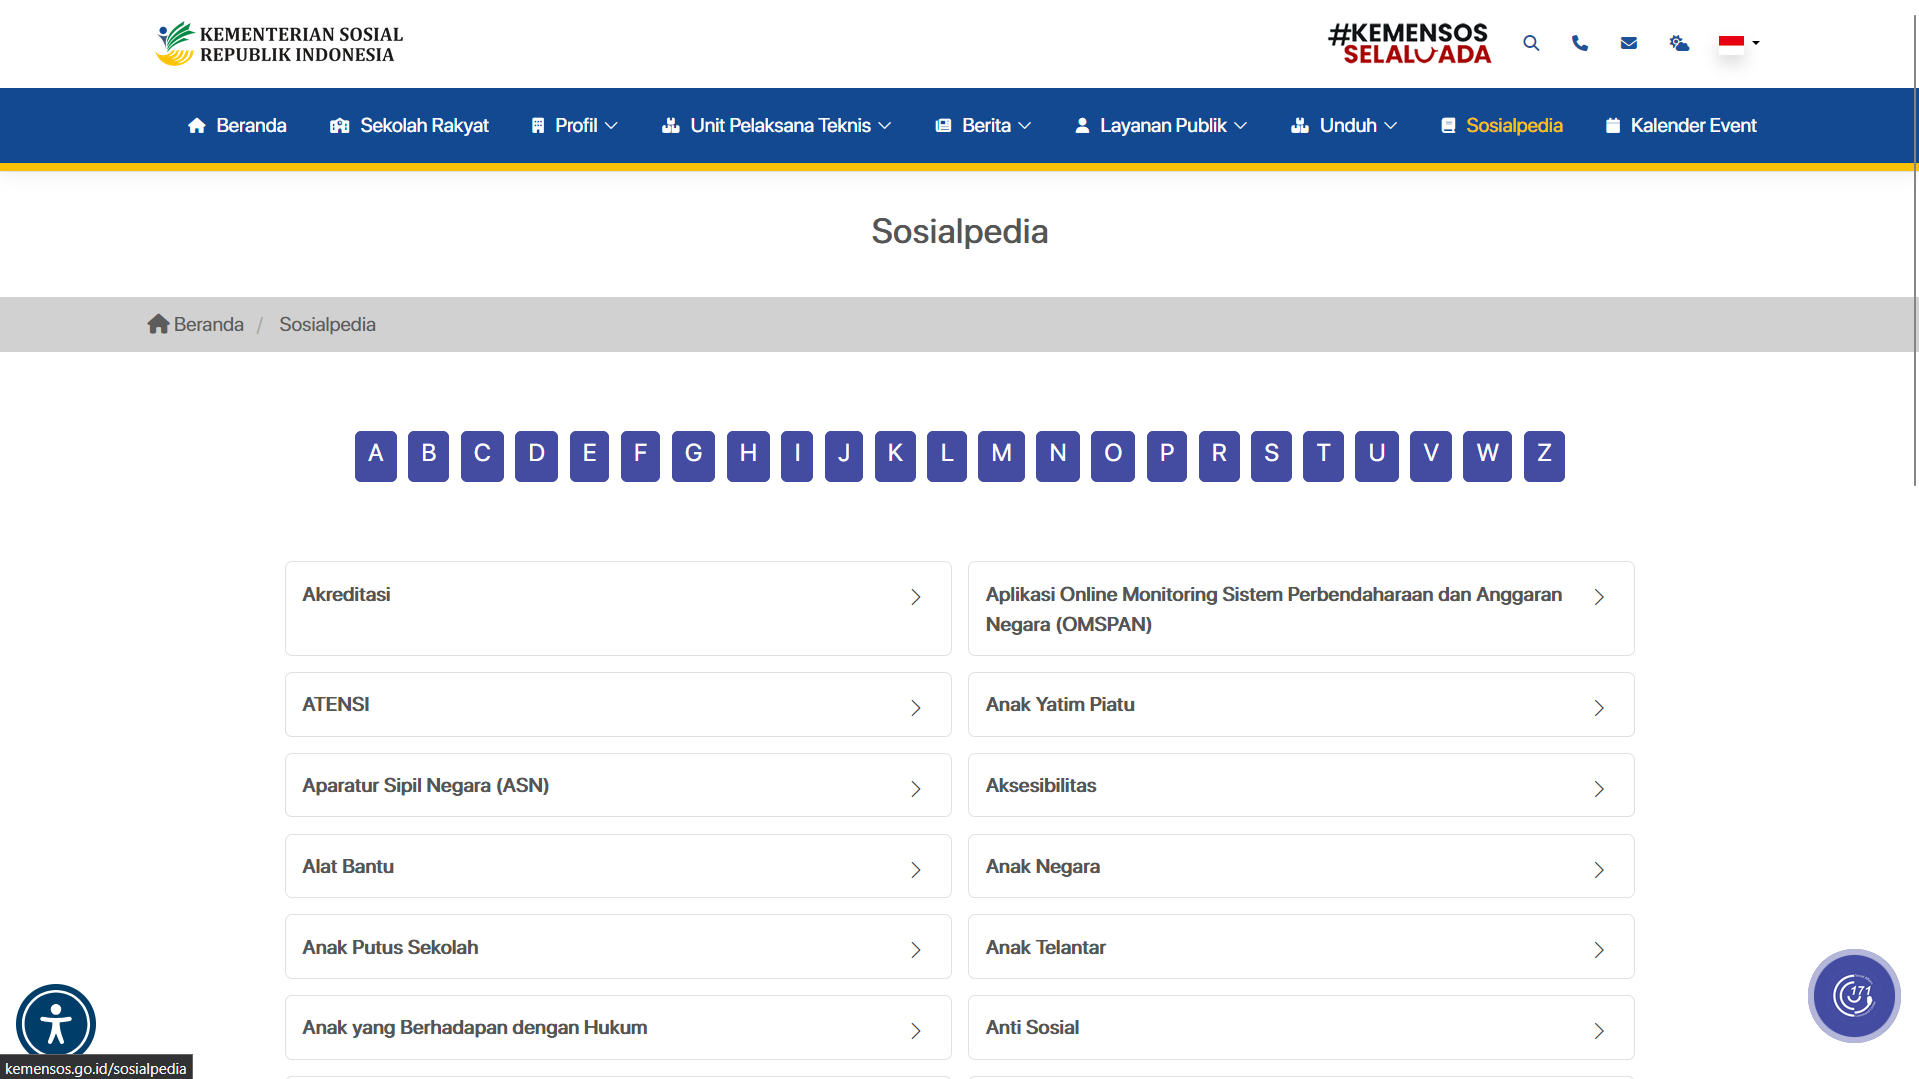 KEMENTERIAN SOSIAL
REPUBLIK INDONESIA
#KEMENSOS
SELALU ADA
Beranda
Sekolah Rakyat
Profil
Unit Pelaksana Teknis
Berita
Layanan Publik
Unduh
Sosialpedia
Kalender Event
Sosialpedia
Beranda / Sosialpedia
A B C D E F G H I J K L M N O P R S T U V W Z
Akreditasi
Aplikasi Online Monitoring Sistem Perbendaharaan dan Anggaran
Negara (OMSPAN)
ATENSI
Anak Yatim Piatu
Aparatur Sipil Negara (ASN)
Aksesibilitas
Alat Bantu
Anak Negara
Anak Putus Sekolah
Anak Telantar
Anak yang Berhadapan dengan Hukum
Anti Sosial
171
kemensos.go.id/sosialpedia